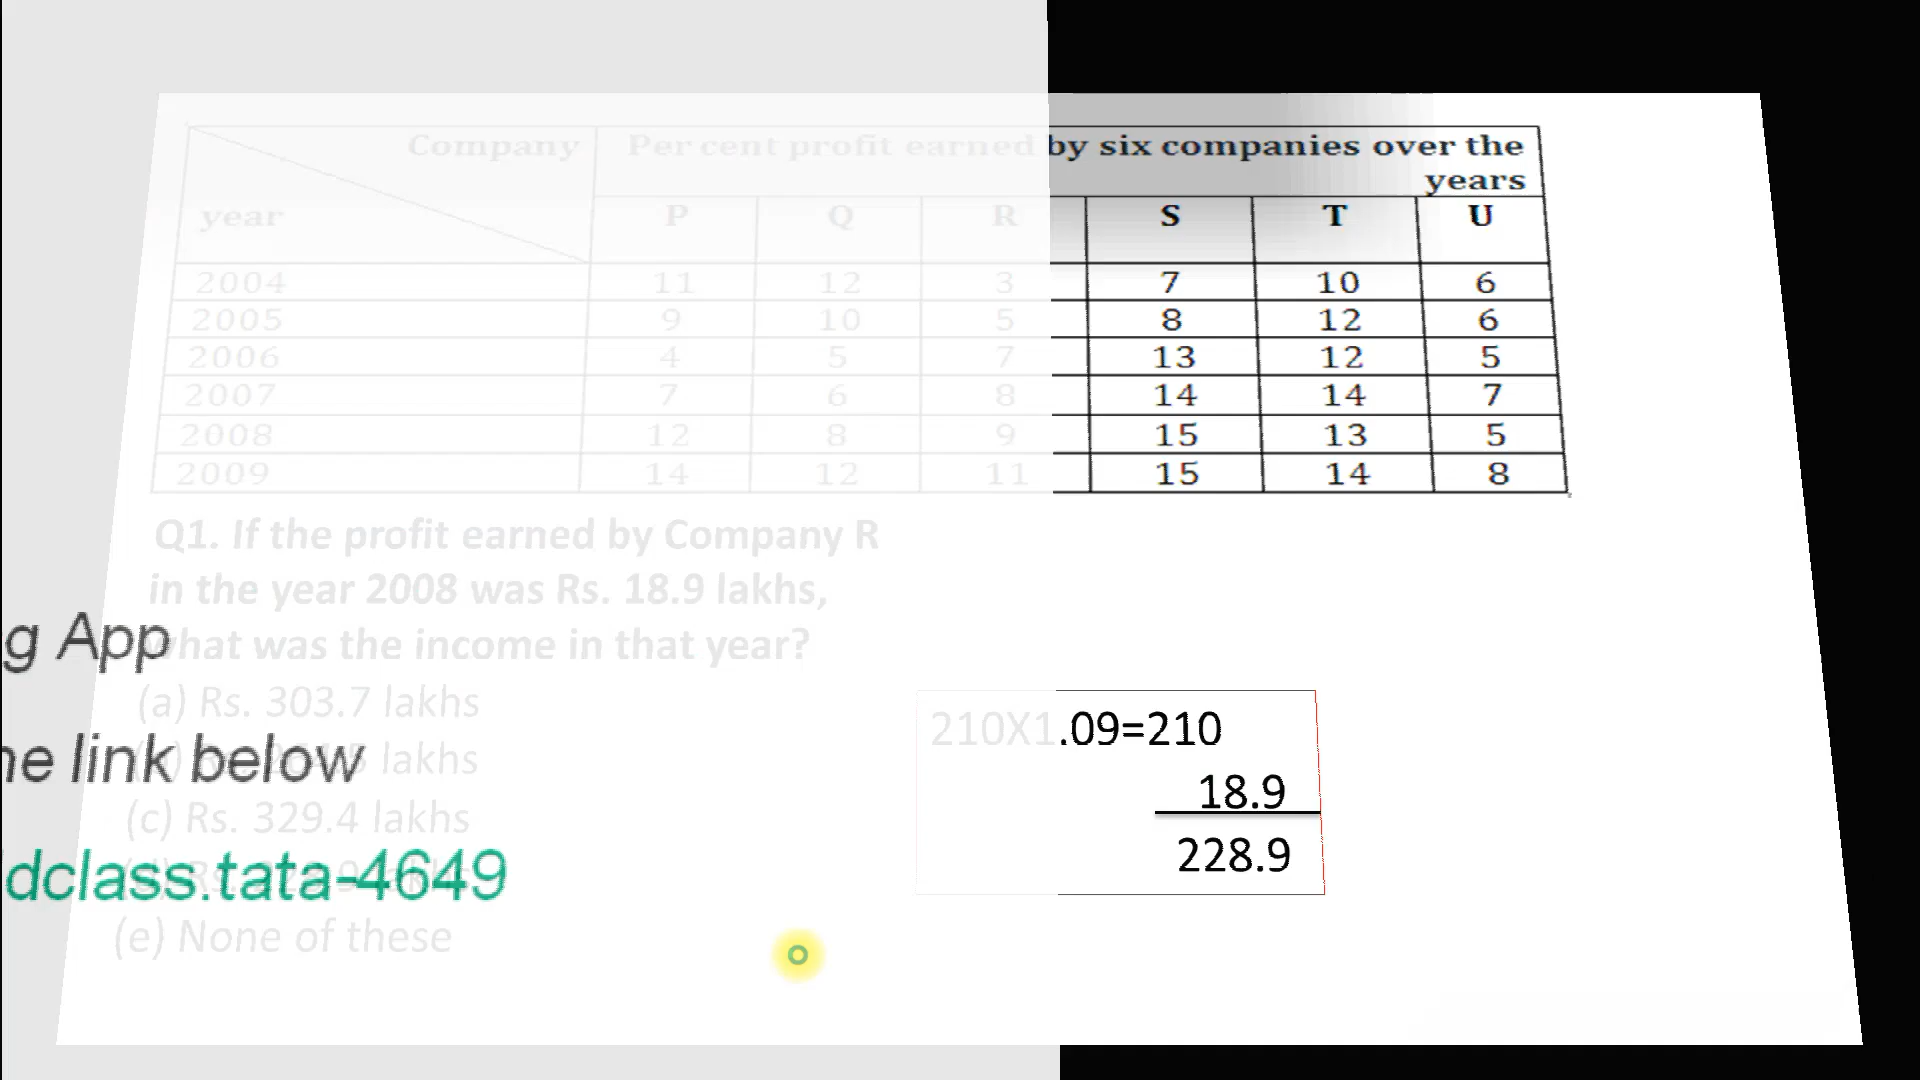 Company Per cent profit earned by six companies over the
years
year P Q R S T U
2004 11 12 3 7 10 6
2005 9 10 5 8 12 6
2006 4 5 7 13 12 5
2007 7 6 8 14 14 7
2008 12 8 9 15 13 5
2009 14 12 11 15 14 8
Q1. If the profit earned by Company R
in the year 2008 was Rs. 18.9 lakhs,
what was the income in that year?
g App
(a) Rs. 303.7 lakhs
he link below
lakhs
(c) Rs. 329.4 lakhs
dclass.tata-4649
(e) None of these
210X1.09=210
18.9
228.9